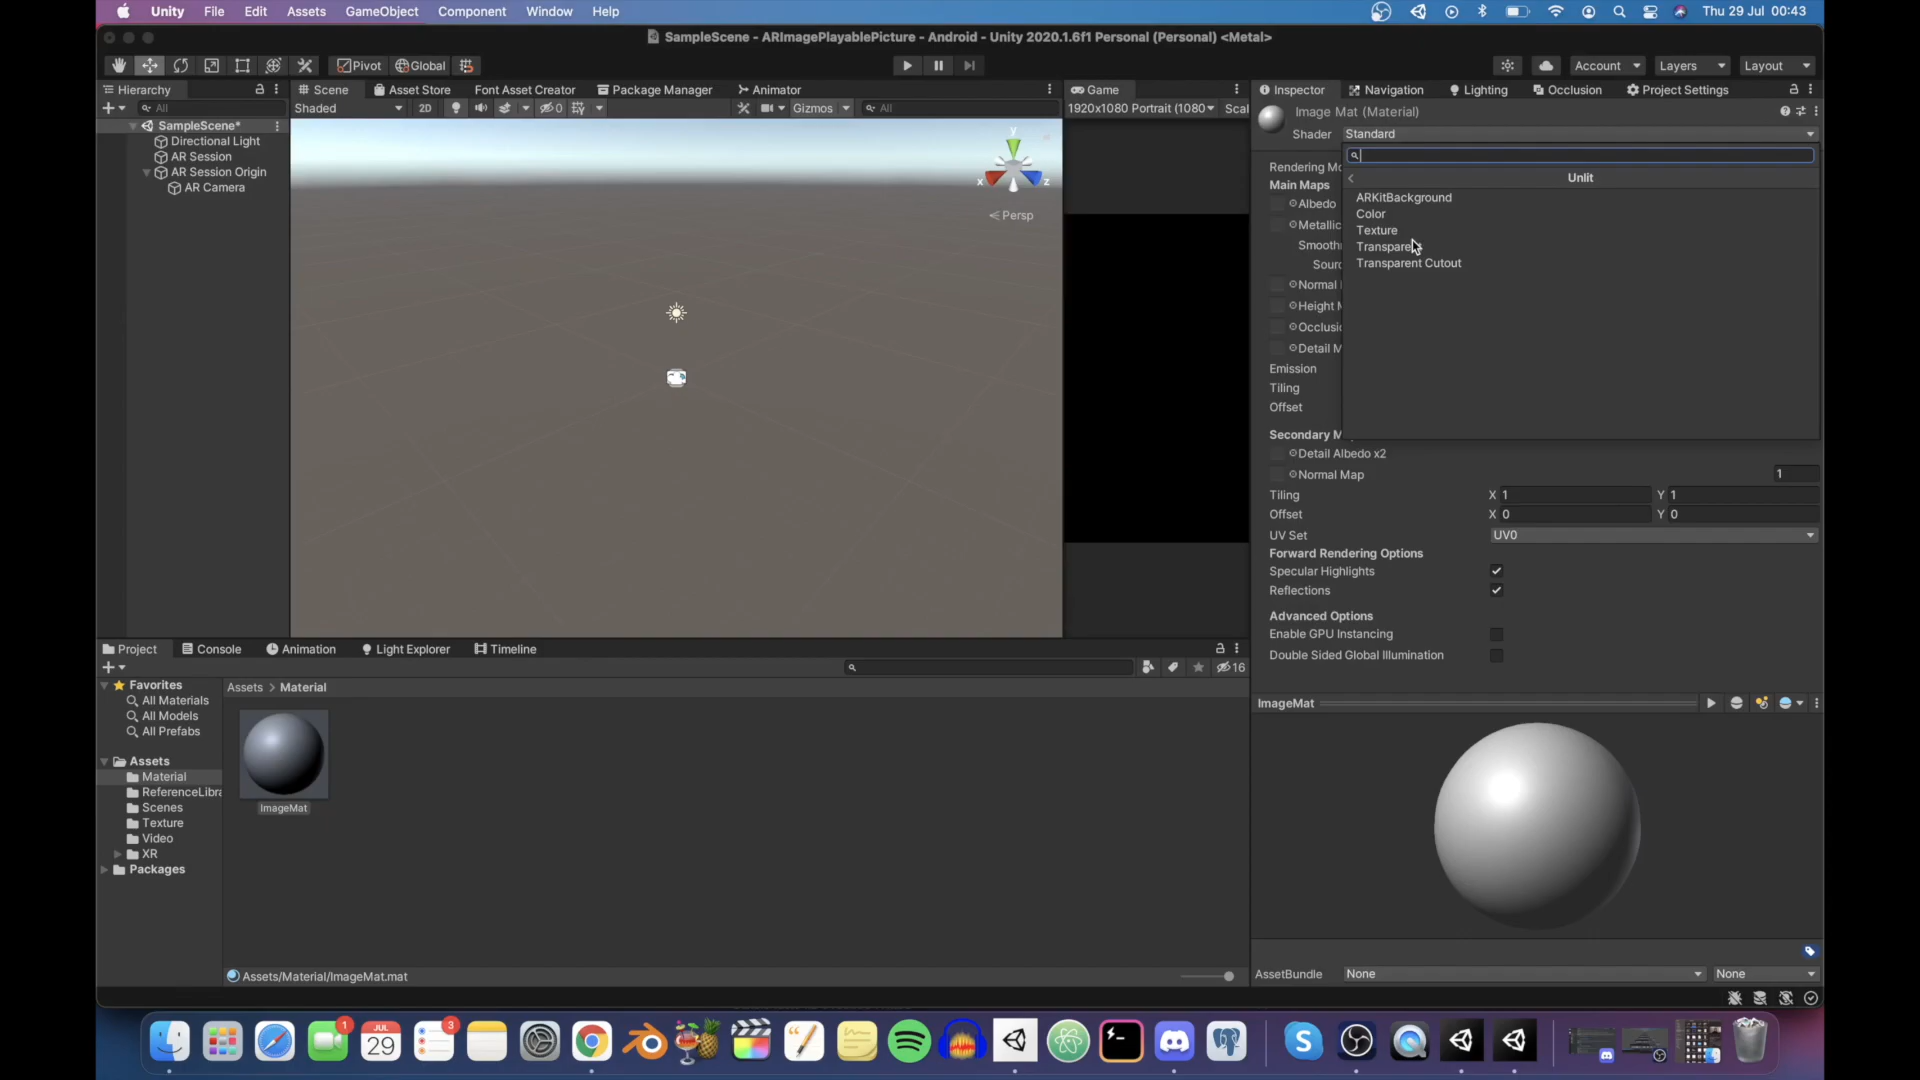 Unity File Edit Assets GameObject Component Window Help Thu 29 Jul 00:43
SampleScene - ARImagePlayablePicture - Android - Unity 2020.1.6f1 Personal (Personal) <Metal>
Pivot Global Account Layers Layout
Hierarchy Scene Asset Store Font Asset Creator Package Manager Animator Game Inspector Navigation Lighting Occlusion Project Settings
All Shaded 2D 0 Gizmos All 1920x1080 Portrait (1080 Scal
Image Mat (Material)
SampleScene*
Shader Standard
Directional Light
AR Session
AR Session Origin
AR Camera
y
x
z
Persp
Unlit
ARKitBackground
Color
Texture
Transparent
Transparent Cutout
Rendering Mo
Main Maps
Albedo
Metallic
Smooth
Sourc
Normal
Height M
Occlusi
Detail M
Emission
Tiling
Offset
Secondary M
Detail Albedo x2
Normal Map 1
Tiling X 1 Y 1
Offset X 0 Y 0
UV Set UV0
Forward Rendering Options
Specular Highlights
Reflections
Advanced Options
Enable GPU Instancing
Double Sided Global Illumination
Project Console Animation Light Explorer Timeline
16
Favorites
All Materials
All Models
All Prefabs
Assets
Material
ReferenceLibra
Scenes
Texture
Video
XR
Packages
Assets > Material
ImageMat
Assets/Material/ImageMat.mat
ImageMat
AssetBundle None None
1
JUL
29
3